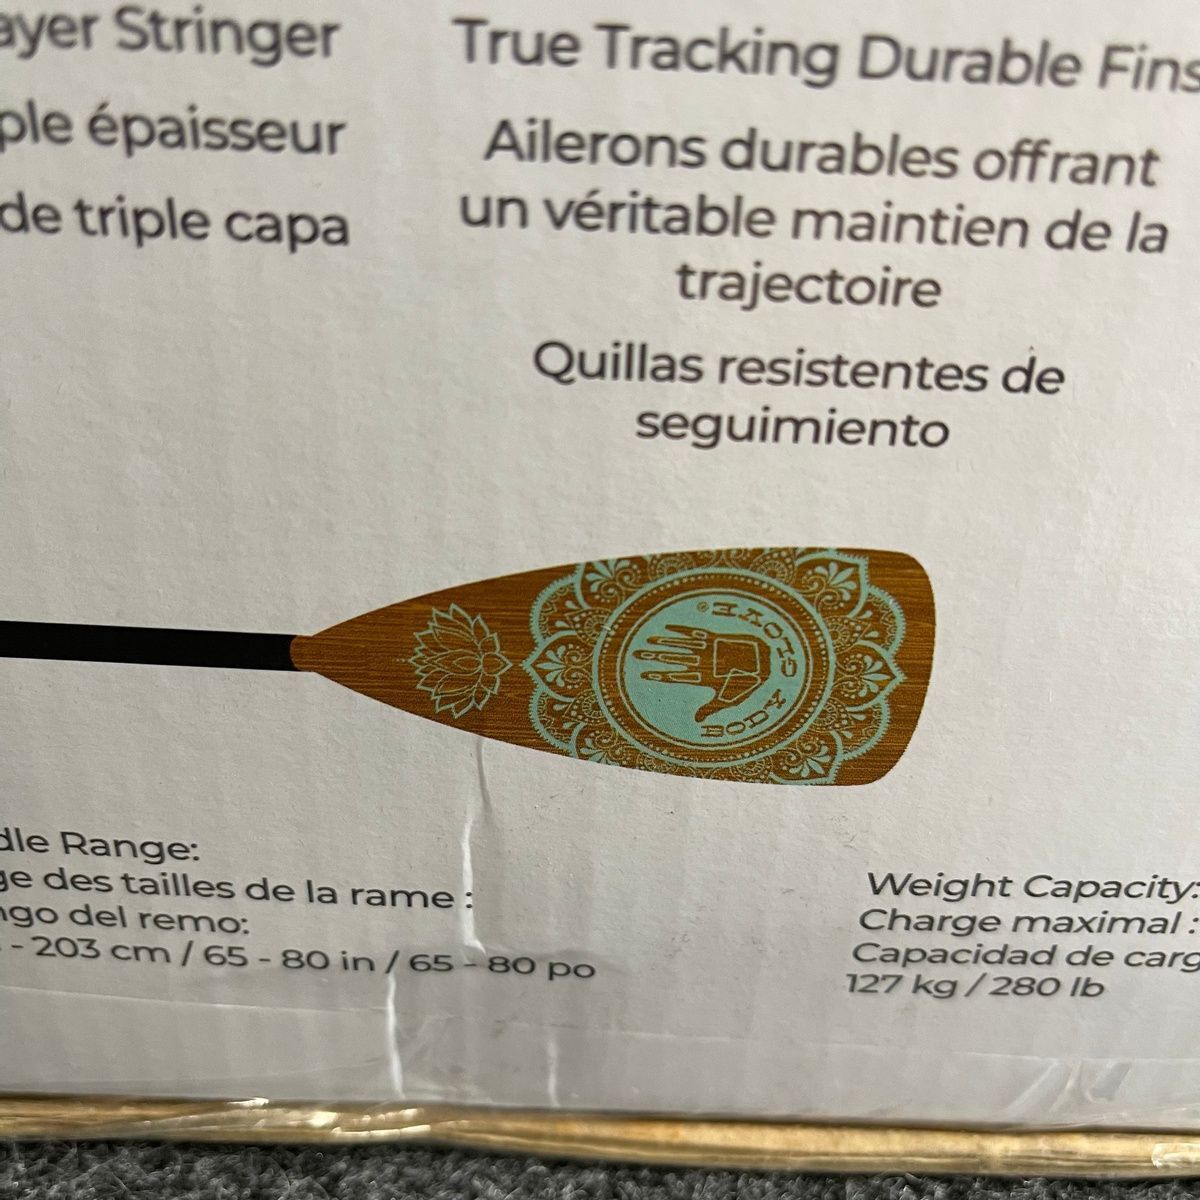 ayer Stringer
ple épaisseur
de triple capa
True Tracking Durable Fins
Ailerons durables offrant
un véritable maintien de la
trajectoire
Quillas resistentes de
seguimiento
BODY GLOVE®
dle Range:
ge des tailles de la rame :
ngo del remo:
- 203 cm / 65 - 80 in / 65 - 80 po
Weight Capacity:
Charge maximal :
Capacidad de carg
127 kg / 280 lb